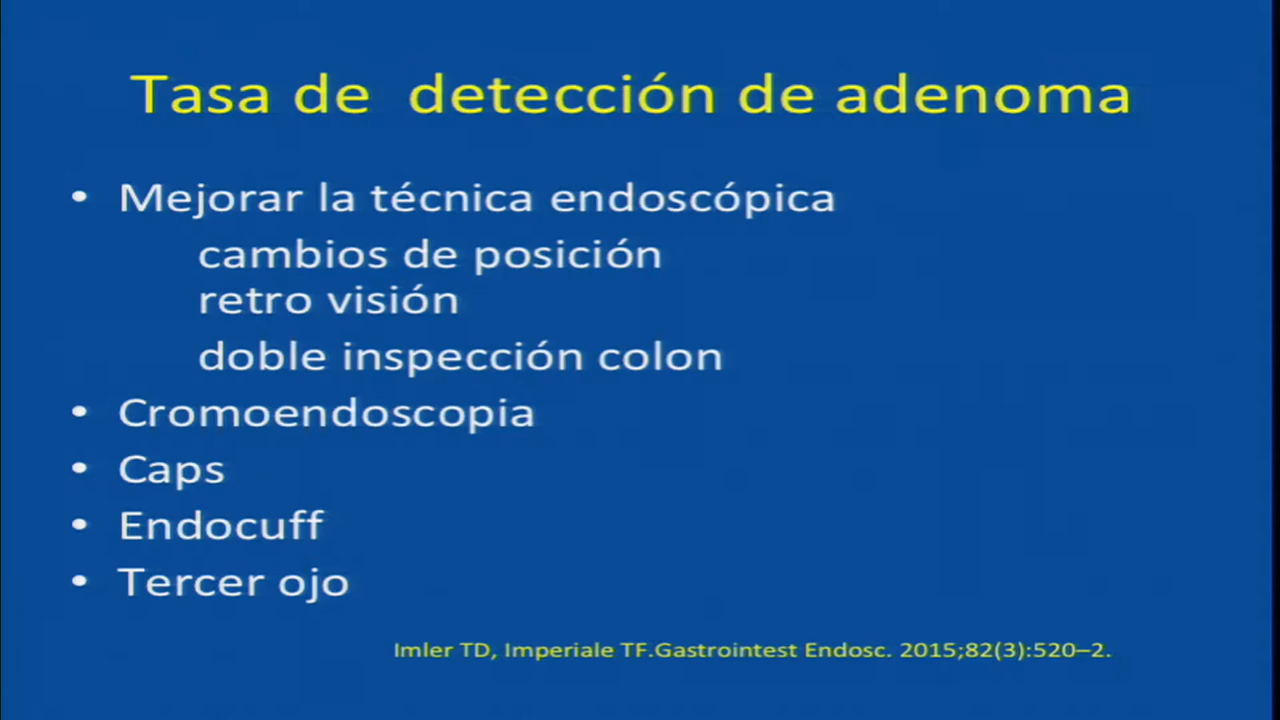 Tasa de detección de adenoma
• Mejorar la técnica endoscópica
cambios de posición
retro visión
doble inspección colon
• Cromoendoscopia
• Caps
• Endocuff
• Tercer ojo
Imler TD, Imperiale TF.Gastrointest Endosc. 2015;82(3):520–2.